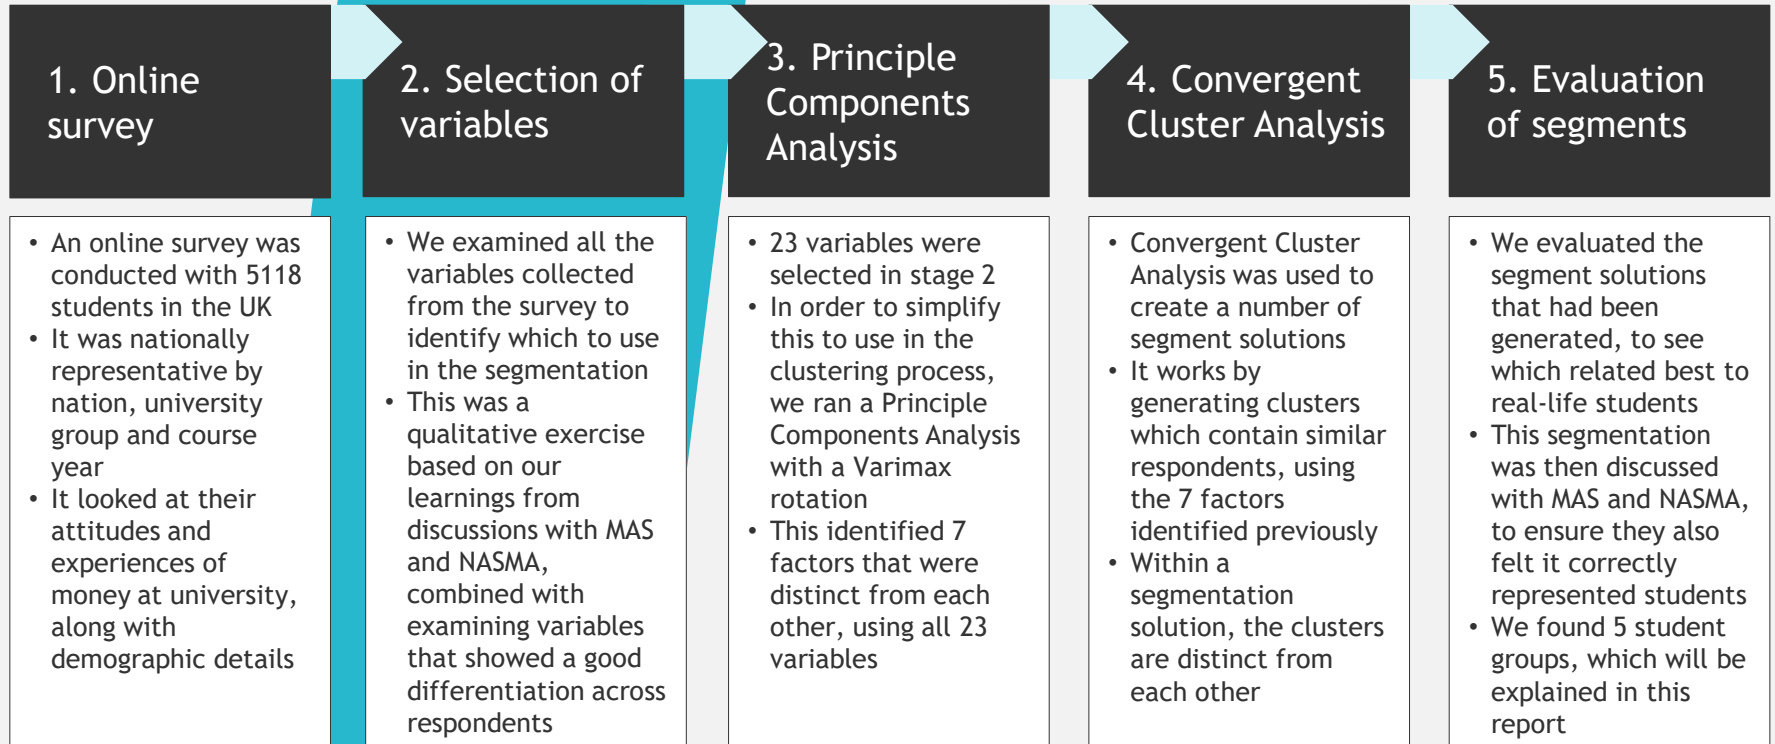 1. Online
survey
2. Selection of
variables
3. Principle
Components
Analysis
4. Convergent
Cluster Analysis
5. Evaluation
of segments
• An online survey was
conducted with 5118
students in the UK
• It was nationally
representative by
nation, university
group and course
year
• It looked at their
attitudes and
experiences of
money at university,
along with
demographic details
• We examined all the
variables collected
from the survey to
identify which to use
in the segmentation
• This was a
qualitative exercise
based on our
learnings from
discussions with MAS
and NASMA,
combined with
examining variables
that showed a good
differentiation across
respondents
• 23 variables were
selected in stage 2
• In order to simplify
this to use in the
clustering process,
we ran a Principle
Components Analysis
with a Varimax
rotation
• This identified 7
factors that were
distinct from each
other, using all 23
variables
• Convergent Cluster
Analysis was used to
create a number of
segment solutions
• It works by
generating clusters
which contain similar
respondents, using
the 7 factors
identified previously
• Within a
segmentation
solution, the clusters
are distinct from
each other
• We evaluated the
segment solutions
that had been
generated, to see
which related best to
real-life students
• This segmentation
was then discussed
with MAS and NASMA,
to ensure they also
felt it correctly
represented students
• We found 5 student
groups, which will be
explained in this
report